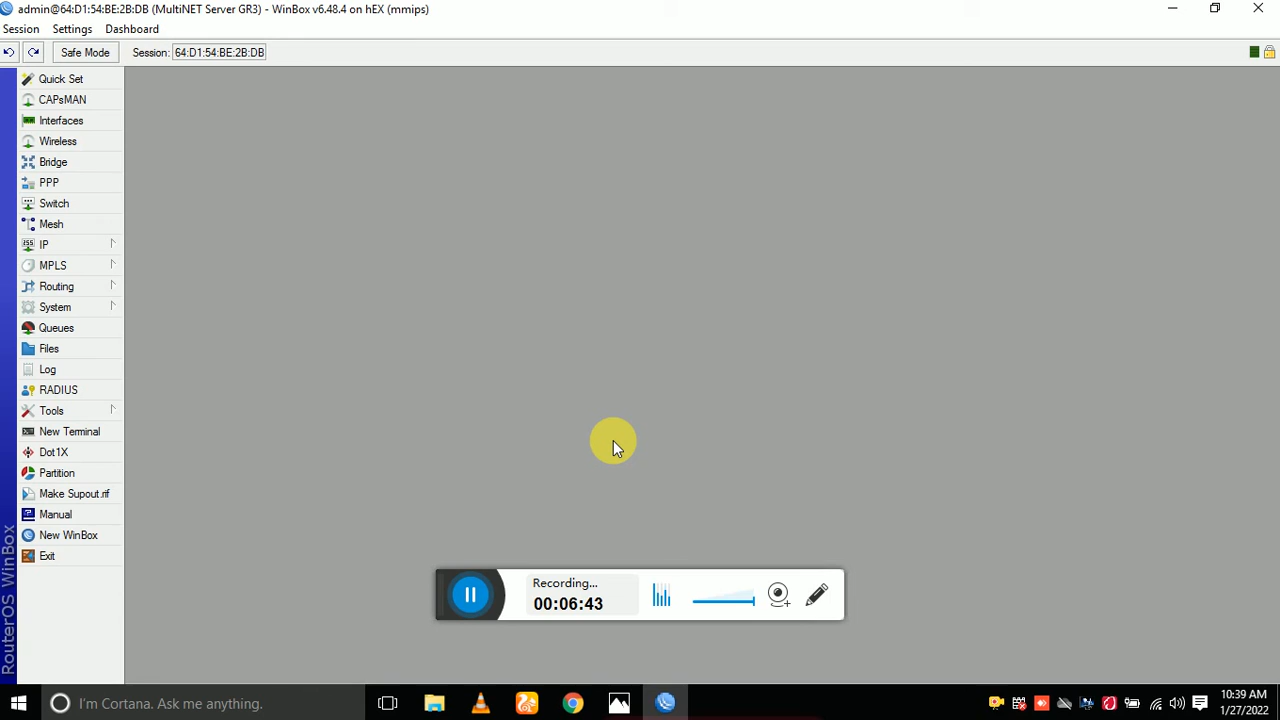 admin@64:D1:54:BE:2B:DB (MultiNET Server GR3) - WinBox v6.48.4 on hEX (mmips)
Session Settings Dashboard
Safe Mode Session: 64:D1:54:BE:2B:DB
Quick Set
CAPsMAN
Interfaces
Wireless
Bridge
PPP
Switch
Mesh
IP
MPLS
Routing
System
Queues
Files
Log
RADIUS
Tools
New Terminal
Dot1X
Partition
Make Supout.rif
Manual
New WinBox
Exit
RouterOS WinBox
Recording...
00:06:43
I'm Cortana. Ask me anything.
10:39 AM
1/27/2022